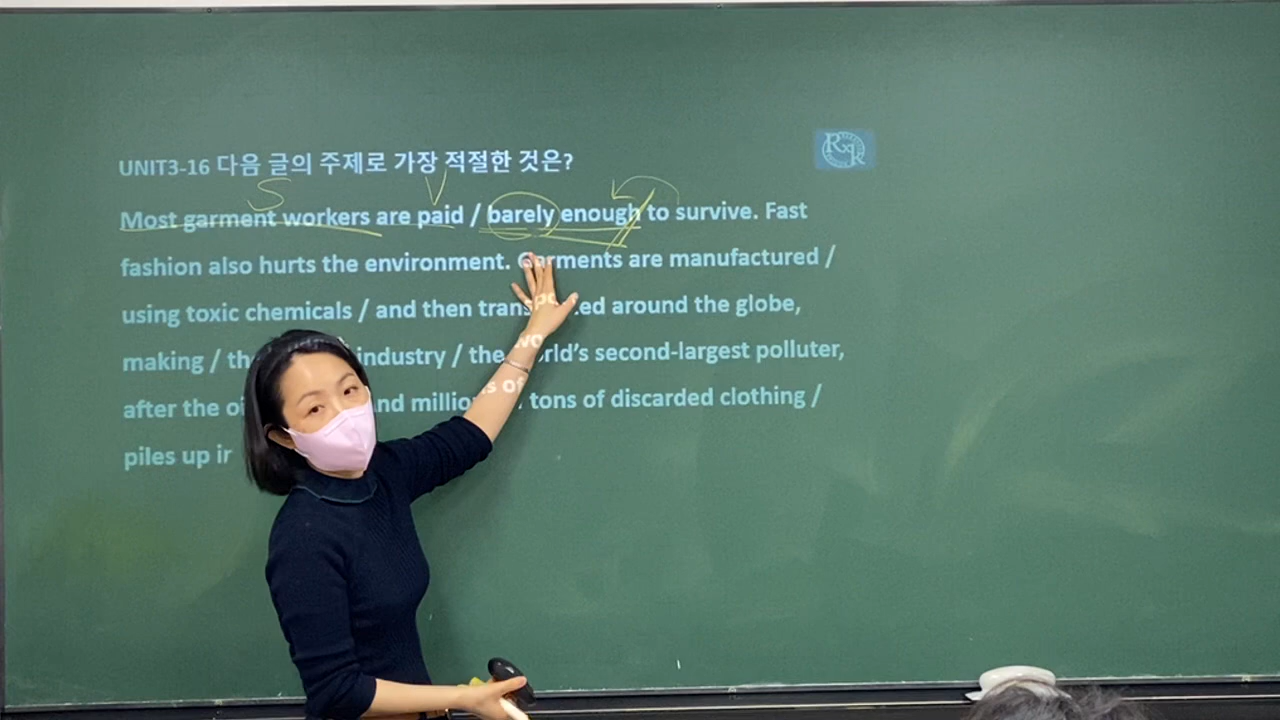 UNIT3-16 다음 글의 주제로 가장 적절한 것은?
RR
S V
Most garment workers are paid / barely enough to survive. Fast
fashion also hurts the environment. Garments are manufactured /
using toxic chemicals / and then transported around the globe,
making / industry / the world's second-largest polluter,
after the millions of tons of discarded clothing /
piles up